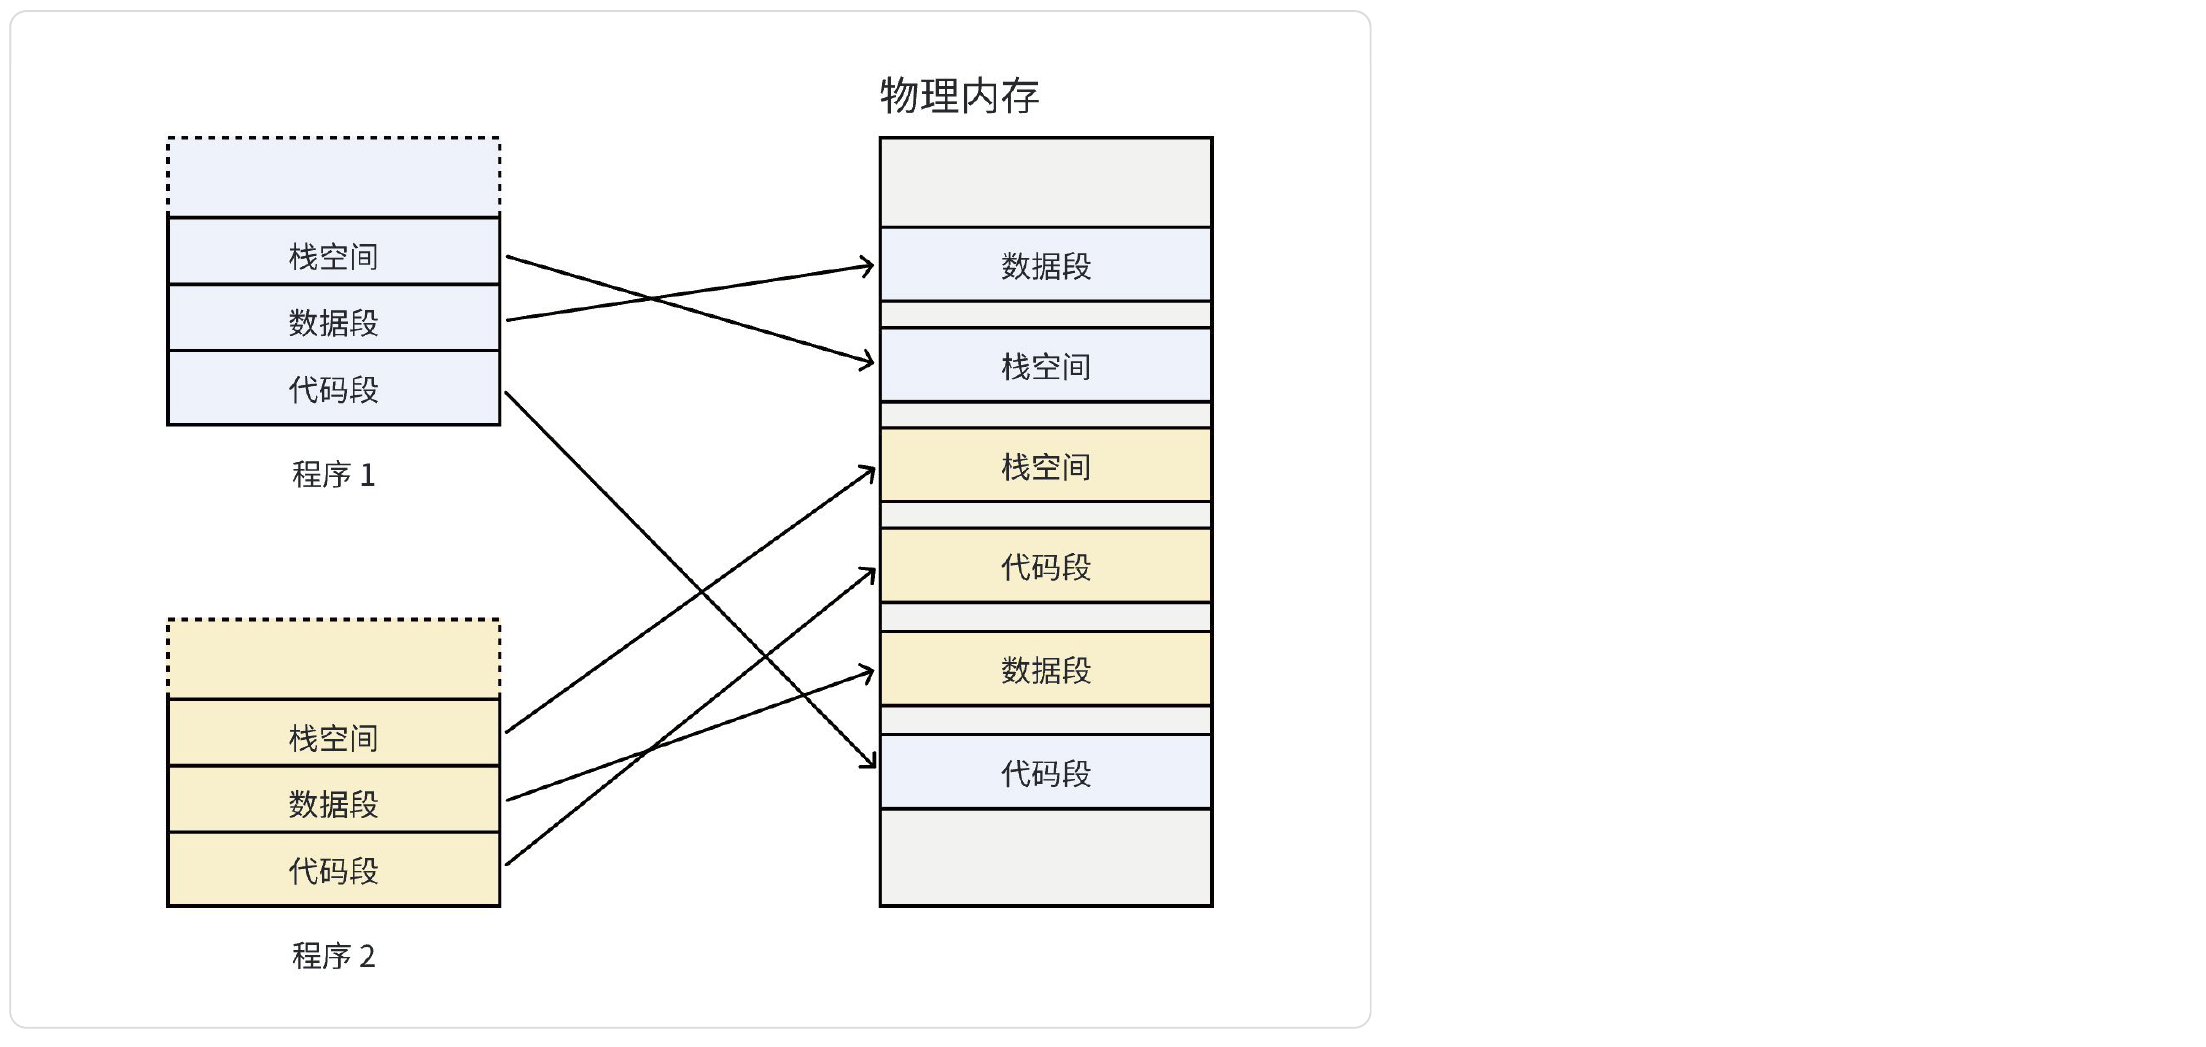 物理内存
栈空间
数据段
代码段
程序 1
栈空间
数据段
代码段
程序 2
数据段
栈空间
栈空间
代码段
数据段
代码段